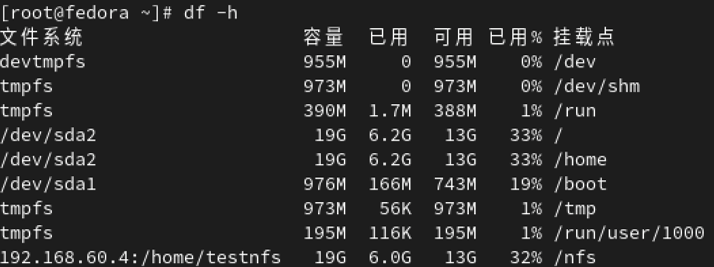 [root@fedora ~]# df -h
文件系统 容量 已用 可用 已用% 挂载点
devtmpfs 955M 0 955M 0% /dev
tmpfs 973M 0 973M 0% /dev/shm
tmpfs 390M 1.7M 388M 1% /run
/dev/sda2 19G 6.2G 13G 33% /
/dev/sda2 19G 6.2G 13G 33% /home
/dev/sda1 976M 166M 743M 19% /boot
tmpfs 973M 56K 973M 1% /tmp
tmpfs 195M 116K 195M 1% /run/user/1000
192.168.60.4:/home/testnfs 19G 6.0G 13G 32% /nfs